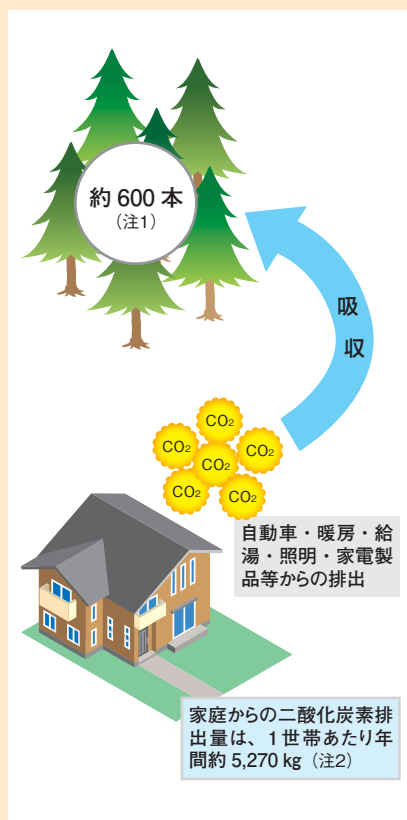 約 600 本
(注1)
吸
収
CO2
CO2
CO2
CO2
CO2
CO2
自動車・暖房・給
湯・照明・家電製
品等からの排出
家庭からの二酸化炭素排
出量は、1世帯あたり年
間約 5,270 kg (注2)